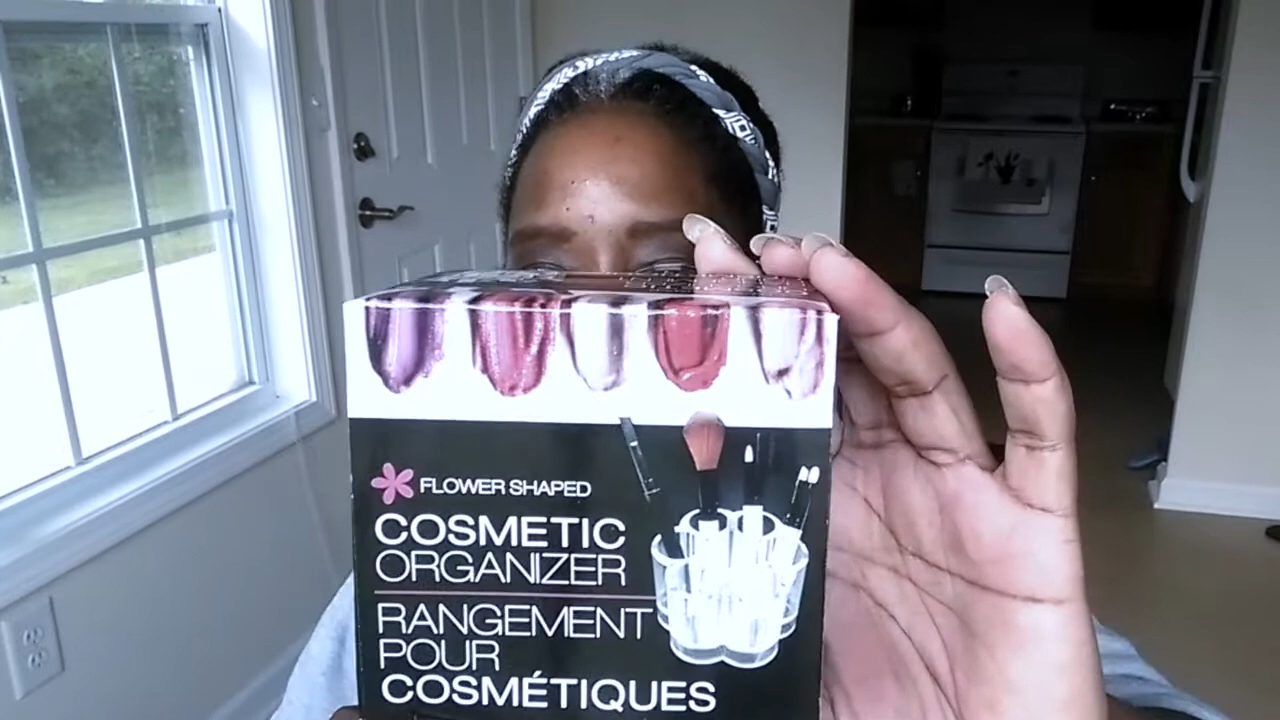 FLOWER SHAPED
COSMETIC
ORGANIZER
RANGEMENT
POUR
COSMÉTIQUES